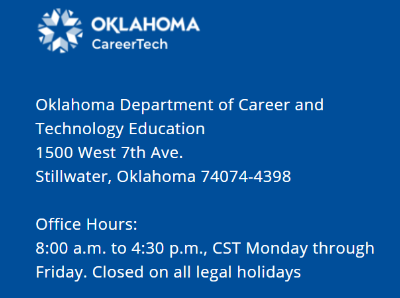 OKLAHOMA
CareerTech
Oklahoma Department of Career and
Technology Education
1500 West 7th Ave.
Stillwater, Oklahoma 74074-4398
Office Hours:
8:00 a.m. to 4:30 p.m., CST Monday through
Friday. Closed on all legal holidays